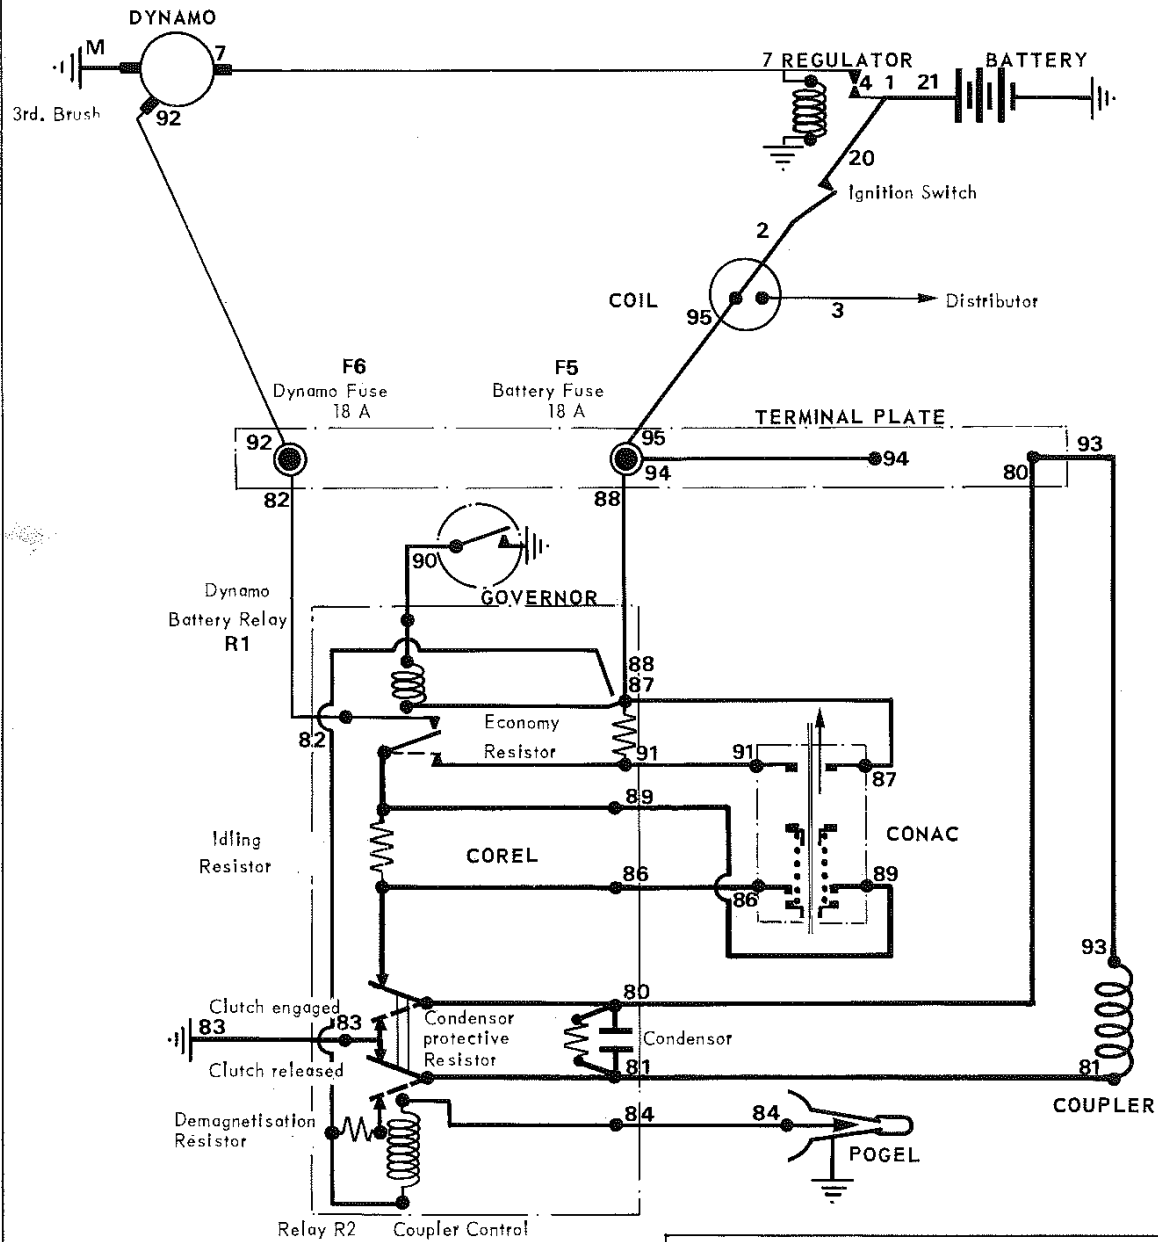 DYNAMO
M
7
7 REGULATOR
BATTERY
4
1
21
3rd. Brush
92
20
Ignition Switch
2
COIL
95
3
Distributor
F6
Dynamo Fuse
18 A
F5
Battery Fuse
18 A
TERMINAL PLATE
92
95
94
94
80
93
82
88
90
GOVERNOR
Dynamo
Battery Relay
R1
88
87
82
Economy
Resistor
91
91
87
89
CONAC
Idling
Resistor
COREL
86
86
89
93
Clutch engaged
80
83
83
Condensor
protective
Resistor
Condensor
Clutch released
81
81
COUPLER
Demagnetisation
Resistor
84
84
POGEL
Relay R2
Coupler Control